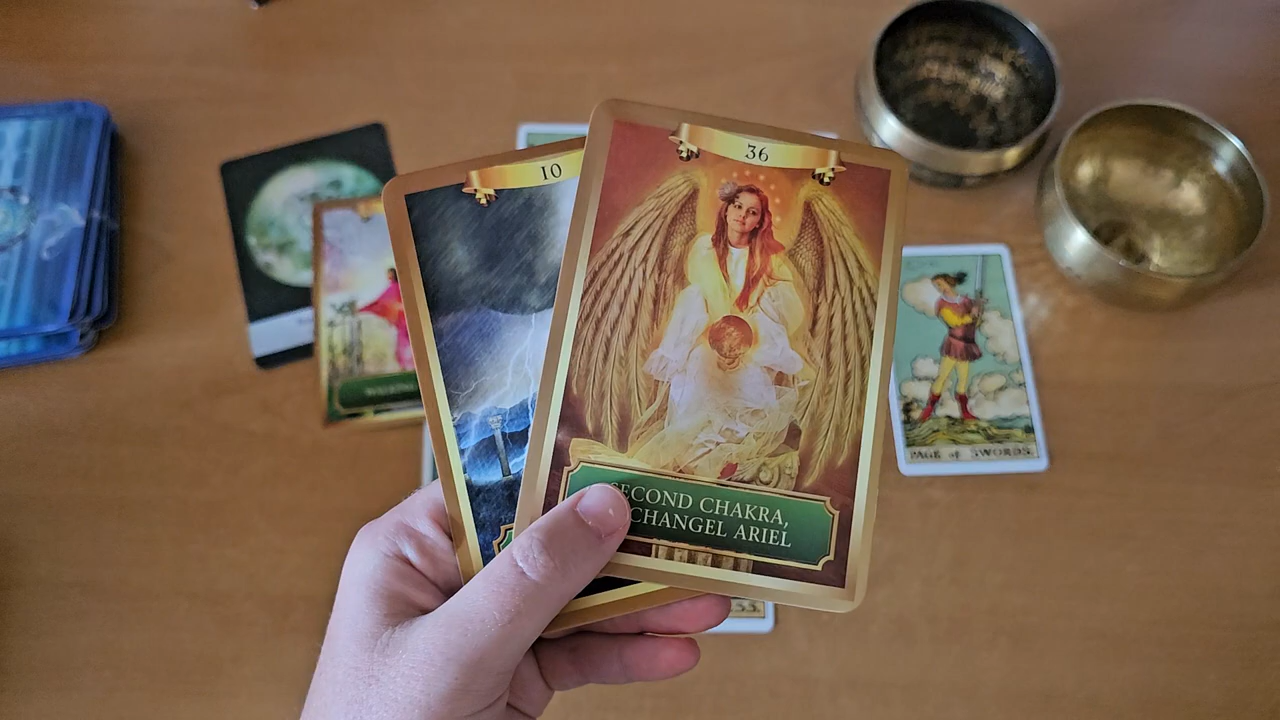 10
36
SECOND CHAKRA,
CHANGEL ARIEL
PAGE of SWORDS.